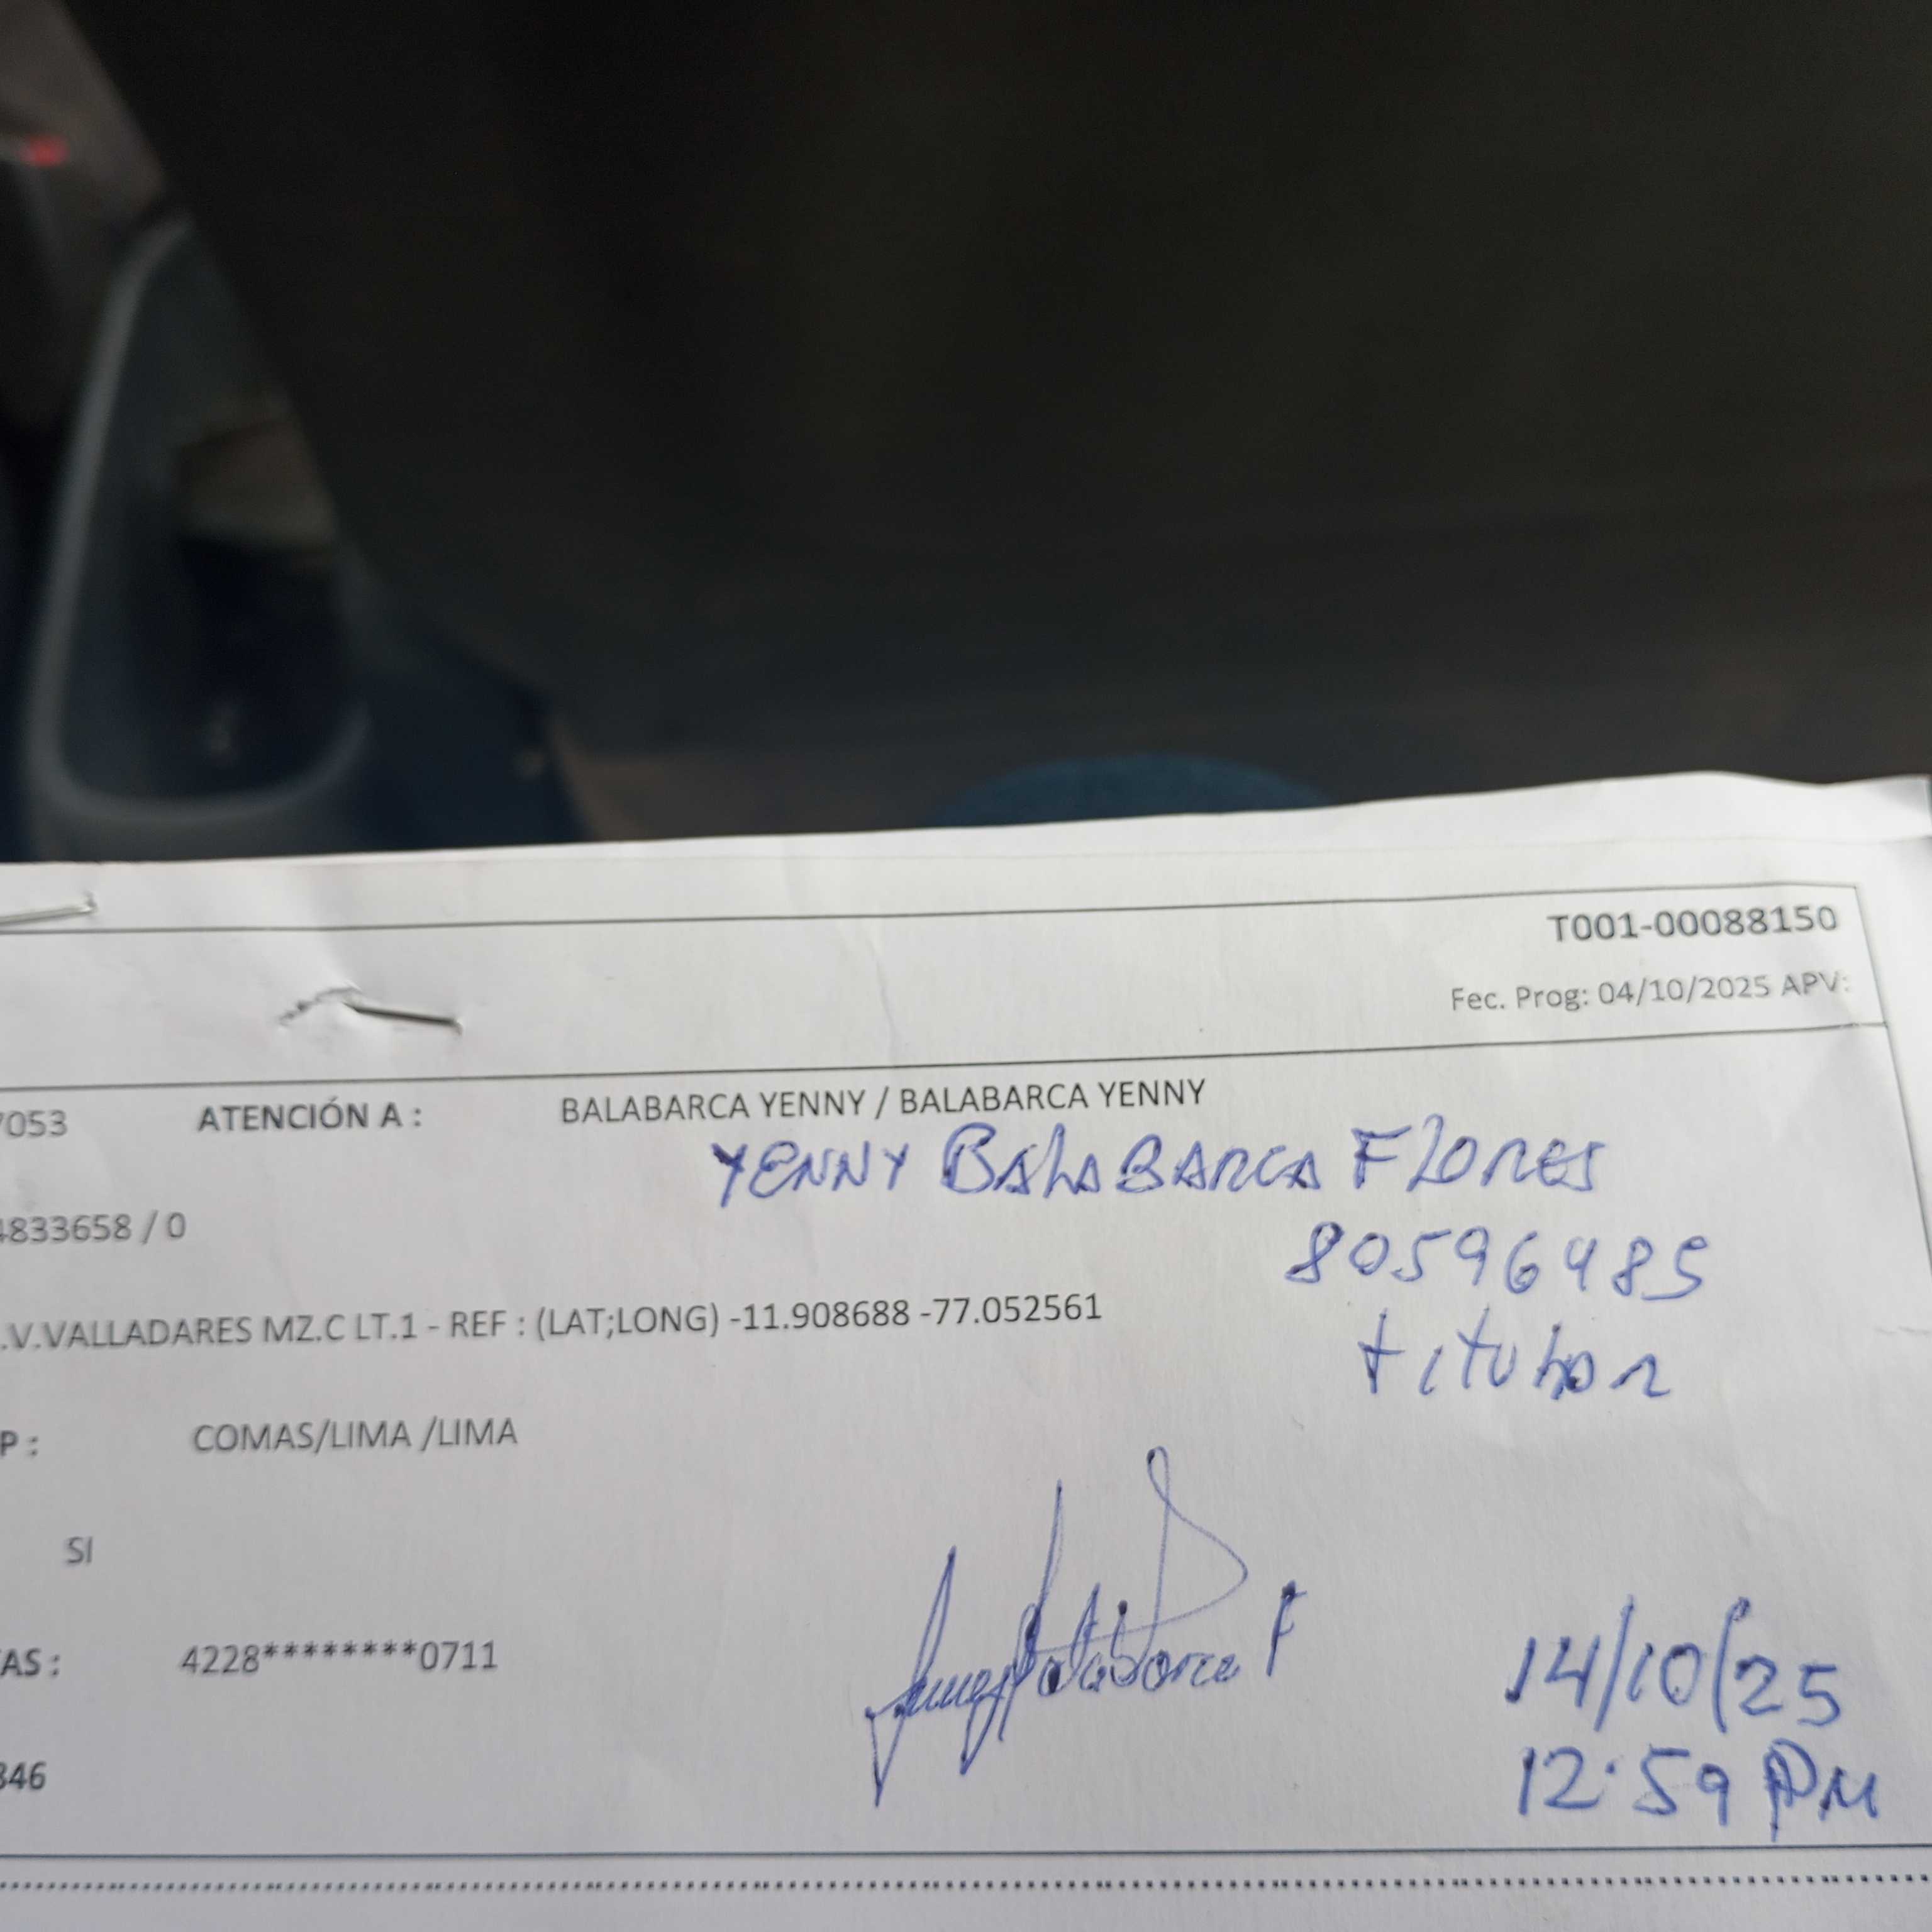 T001-00088150
Fec. Prog: 04/10/2025 APV:
7053 ATENCIÓN A : BALABARCA YENNY / BALABARCA YENNY
YENNY BALABARCA FLORES
4833658 / 0
80596485
.V.VALLADARES MZ.C LT.1 - REF : (LAT;LONG) -11.908688 -77.052561
titular
P : COMAS/LIMA /LIMA
SI
AS : 4228********0711
Balabarca F
14/10/25
346
12:59 PM